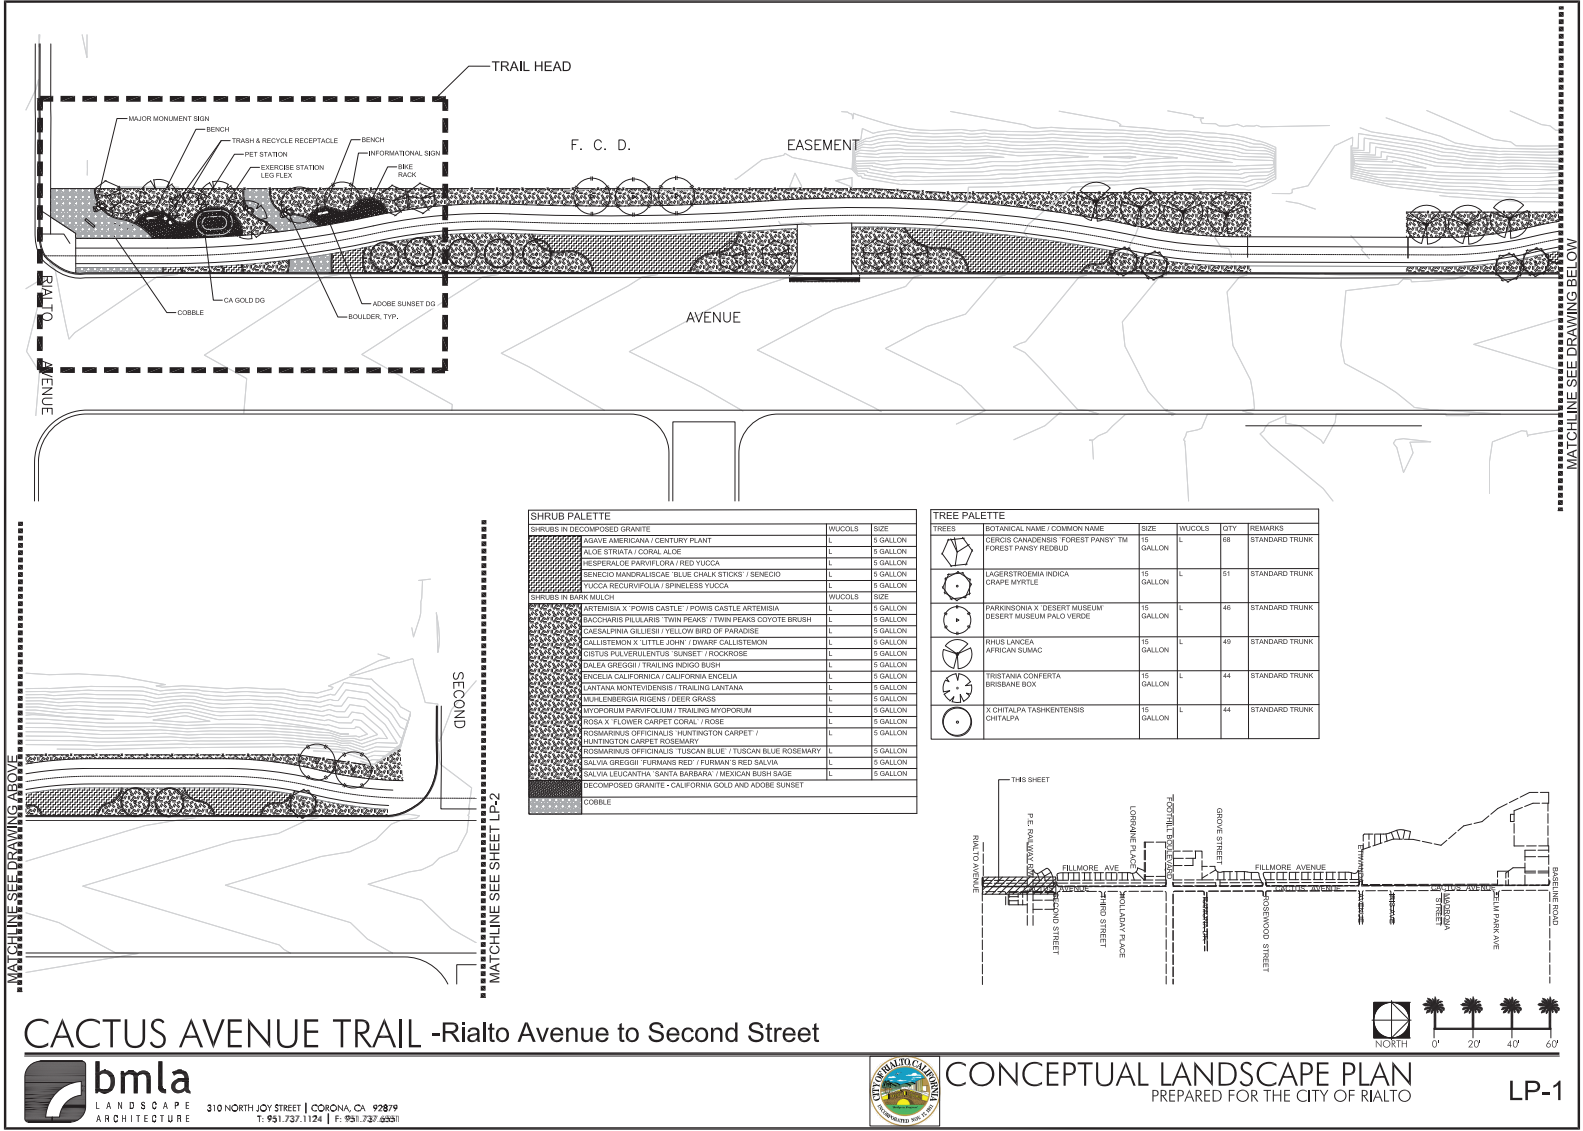 TRAIL HEAD
MAJOR MONUMENT SIGN
BENCH
TRASH & RECYCLE RECEPTACLE
PET STATION
EXERCISE STATION
LEG FLEX
BENCH
INFORMATIONAL SIGN
BIKE
RACK
F. C. D.
EASEMENT
CA GOLD DG
COBBLE
ADOBE SUNSET DG
BOULDER, TYP.
RIALTO
AVENUE
AVENUE
MATCHLINE SEE DRAWING BELOW
MATCHLINE SEE DRAWING ABOVE
SECOND
MATCHLINE SEE SHEET LP-2
SHRUB PALETTE
SHRUBS IN DECOMPOSED GRANITE WUCOLS SIZE
AGAVE AMERICANA / CENTURY PLANT L 5 GALLON
ALOE STRIATA / CORAL ALOE L 5 GALLON
HESPERALOE PARVIFLORA / RED YUCCA L 5 GALLON
SENECIO MANDRALISCAE `BLUE CHALK STICKS` / SENECIO L 5 GALLON
YUCCA RECURVIFOLIA / SPINELESS YUCCA L 5 GALLON
SHRUBS IN BARK MULCH WUCOLS SIZE
ARTEMISIA X `POWIS CASTLE` / POWIS CASTLE ARTEMISIA L 5 GALLON
BACCHARIS PILULARIS `TWIN PEAKS` / TWIN PEAKS COYOTE BRUSH L 5 GALLON
CAESALPINIA GILLIESII / YELLOW BIRD OF PARADISE L 5 GALLON
CALLISTEMON X `LITTLE JOHN` / DWARF CALLISTEMON L 5 GALLON
CISTUS PULVERULENTUS `SUNSET` / ROCKROSE L 5 GALLON
DALEA GREGGII / TRAILING INDIGO BUSH L 5 GALLON
ENCELIA CALIFORNICA / CALIFORNIA ENCELIA L 5 GALLON
LANTANA MONTEVIDENSIS / TRAILING LANTANA L 5 GALLON
MUHLENBERGIA RIGENS / DEER GRASS L 5 GALLON
MYOPORUM PARVIFOLIUM / TRAILING MYOPORUM L 5 GALLON
ROSA X `FLOWER CARPET CORAL` / ROSE L 5 GALLON
ROSMARINUS OFFICINALIS `HUNTINGTON CARPET` /
HUNTINGTON CARPET ROSEMARY L 5 GALLON
ROSMARINUS OFFICINALIS `TUSCAN BLUE` / TUSCAN BLUE ROSEMARY L 5 GALLON
SALVIA GREGGII `FURMANS RED` / FURMAN`S RED SALVIA L 5 GALLON
SALVIA LEUCANTHA `SANTA BARBARA` / MEXICAN BUSH SAGE L 5 GALLON
DECOMPOSED GRANITE - CALIFORNIA GOLD AND ADOBE SUNSET
COBBLE
TREE PALETTE
TREES BOTANICAL NAME / COMMON NAME SIZE WUCOLS QTY REMARKS
CERCIS CANADENSIS `FOREST PANSY` TM 15 L 68 STANDARD TRUNK
FOREST PANSY REDBUD GALLON
LAGERSTROEMIA INDICA 15 L 51 STANDARD TRUNK
CRAPE MYRTLE GALLON
PARKINSONIA X `DESERT MUSEUM` 15 L 46 STANDARD TRUNK
DESERT MUSEUM PALO VERDE GALLON
RHUS LANCEA 15 L 49 STANDARD TRUNK
AFRICAN SUMAC GALLON
TRISTANIA CONFERTA 15 L 44 STANDARD TRUNK
BRISBANE BOX GALLON
X CHITALPA TASHKENTENSIS 15 L 44 STANDARD TRUNK
CHITALPA GALLON
THIS SHEET
RIALTO AVENUE
P.E. RAILWAY
LORRAINE PLACE
FOOTHILL BOULEVARD
GROVE STREET
FILLMORE AVE
FILLMORE AVENUE
CACTUS AVENUE
CACTUS AVENUE
BASELINE ROAD
SECOND STREET
THIRD STREET
HOLLADAY PLACE
ROSEWOOD STREET
MADRONA
STREET
ELM PARK AVE
CACTUS AVENUE TRAIL -Rialto Avenue to Second Street
NORTH
0' 20' 40' 60'
bmla
LANDSCAPE
ARCHITECTURE
310 NORTH JOY STREET | CORONA, CA 92879
T: 951.737.1124 | F: 951.737.6551
CITY OF RIALTO, CALIFORNIA
CONCEPTUAL LANDSCAPE PLAN
PREPARED FOR THE CITY OF RIALTO
LP-1